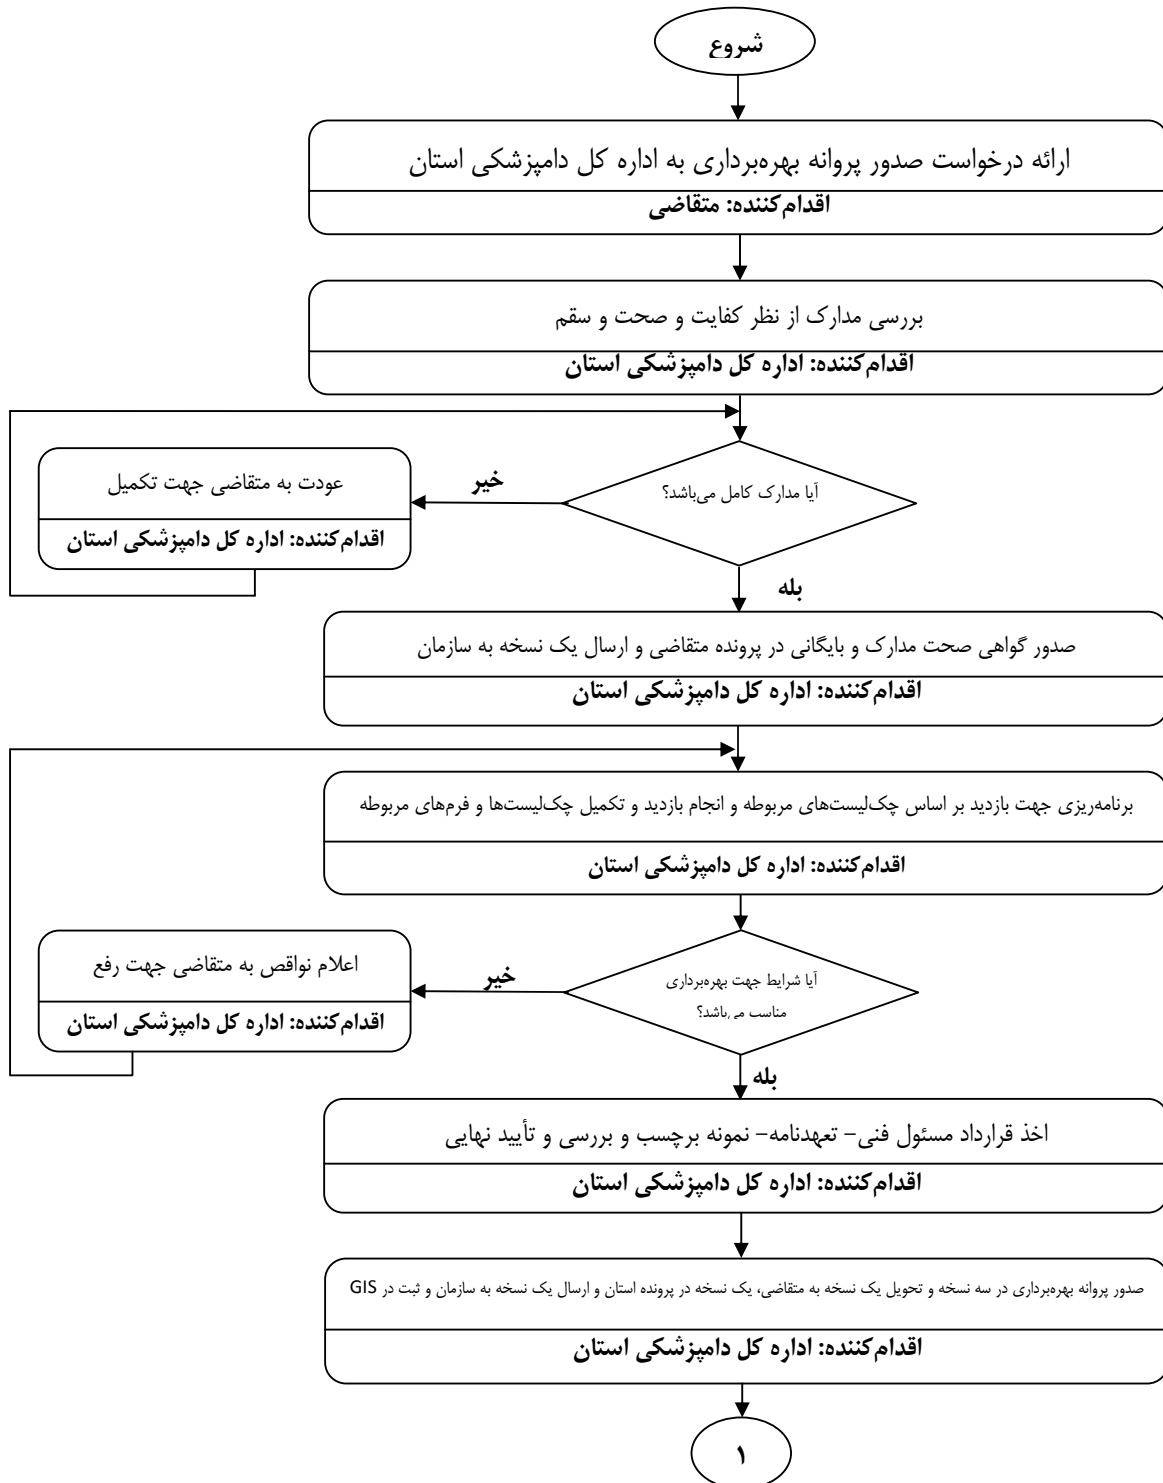 شروع
ارائه درخواست صدور پروانه بهره‌برداری به اداره کل دامپزشکی استان
اقدام‌کننده: متقاضی
بررسی مدارک از نظر کفایت و صحت و سقم
اقدام‌کننده: اداره کل دامپزشکی استان
آیا مدارک کامل می‌باشد؟
خیر
عودت به متقاضی جهت تکمیل
اقدام‌کننده: اداره کل دامپزشکی استان
بله
صدور گواهی صحت مدارک و بایگانی در پرونده متقاضی و ارسال یک نسخه به سازمان
اقدام‌کننده: اداره کل دامپزشکی استان
برنامه‌ریزی جهت بازدید بر اساس چک‌لیست‌های مربوطه و انجام بازدید و تکمیل چک‌لیست‌ها و فرم‌های مربوطه
اقدام‌کننده: اداره کل دامپزشکی استان
آیا شرایط جهت بهره‌برداری
مناسب می‌باشد؟
خیر
اعلام نواقص به متقاضی جهت رفع
اقدام‌کننده: اداره کل دامپزشکی استان
بله
اخذ قرارداد مسئول فنی– تعهدنامه– نمونه برچسب و بررسی و تأیید نهایی
اقدام‌کننده: اداره کل دامپزشکی استان
صدور پروانه بهره‌برداری در سه نسخه و تحویل یک نسخه به متقاضی، یک نسخه در پرونده استان و ارسال یک نسخه به سازمان و ثبت در GIS
اقدام‌کننده: اداره کل دامپزشکی استان
۱